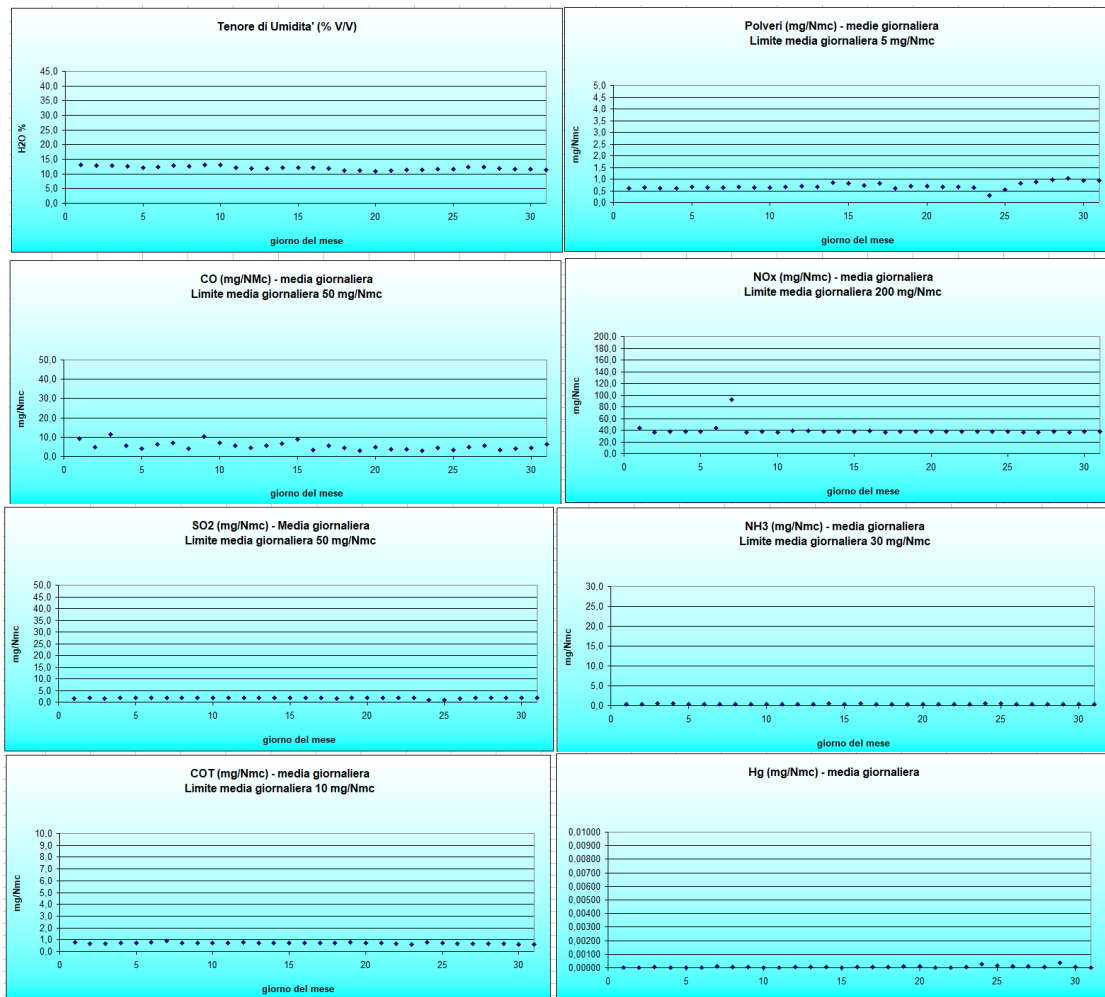 Tenore di Umidita' (% V/V)
45,0
40,0
35,0
30,0
25,0
20,0
15,0
10,0
5,0
0,0
H2O %
0 5 10 15 20 25 30
giorno del mese
Polveri (mg/Nmc) - medie giornaliera
Limite media giornaliera 5 mg/Nmc
5,0
4,5
4,0
3,5
3,0
2,5
2,0
1,5
1,0
0,5
0,0
mg/Nmc
0 5 10 15 20 25 30
giorno del mese
CO (mg/NMc) - media giornaliera
Limite media giornaliera 50 mg/Nmc
50,0
40,0
30,0
20,0
10,0
0,0
mg/Nmc
0 5 10 15 20 25 30
giorno del mese
NOx (mg/Nmc) - media giornaliera
Limite media giornaliera 200 mg/Nmc
200,0
180,0
160,0
140,0
120,0
100,0
80,0
60,0
40,0
20,0
0,0
mg/Nmc
0 5 10 15 20 25 30
giorno del mese
SO2 (mg/Nmc) - Media giornaliera
Limite media giornaliera 50 mg/Nmc
50,0
45,0
40,0
35,0
30,0
25,0
20,0
15,0
10,0
5,0
0,0
mg/Nmc
0 5 10 15 20 25 30
giorno del mese
NH3 (mg/Nmc) - media giornaliera
Limite media giornaliera 30 mg/Nmc
30,0
25,0
20,0
15,0
10,0
5,0
0,0
mg/Nmc
0 5 10 15 20 25 30
giorno del mese
COT (mg/Nmc) - media giornaliera
Limite media giornaliera 10 mg/Nmc
10,0
9,0
8,0
7,0
6,0
5,0
4,0
3,0
2,0
1,0
0,0
mg/Nmc
0 5 10 15 20 25 30
giorno del mese
Hg (mg/Nmc) - media giornaliera
0,01000
0,00900
0,00800
0,00700
0,00600
0,00500
0,00400
0,00300
0,00200
0,00100
0,00000
mg/Nmc
0 5 10 15 20 25 30
giorno del mese